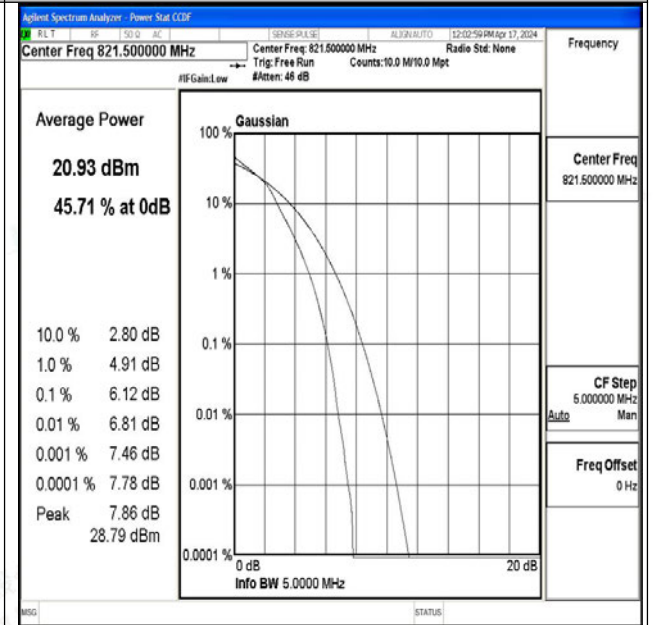 Agilent Spectrum Analyzer - Power Stat CCDF
RLT RF 50 Ω AC SENSE:PULSE ALIGN AUTO 12:02:59 PM Apr 17, 2024
Center Freq 821.500000 MHz
Center Freq: 821.500000 MHz Radio Std: None
Trig: Free Run Counts:10.0 M/10.0 Mpt
#IFGain:Low #Atten: 46 dB
Frequency
Average Power
20.93 dBm
45.71 % at 0dB
10.0 % 2.80 dB
1.0 % 4.91 dB
0.1 % 6.12 dB
0.01 % 6.81 dB
0.001 % 7.46 dB
0.0001 % 7.78 dB
Peak 7.86 dB
28.79 dBm
Gaussian
100 %
10 %
1 %
0.1 %
0.01 %
0.001 %
0.0001 %
0 dB 20 dB
Info BW 5.0000 MHz
Center Freq
821.500000 MHz
CF Step
5.000000 MHz
Auto Man
Freq Offset
0 Hz
MSG STATUS